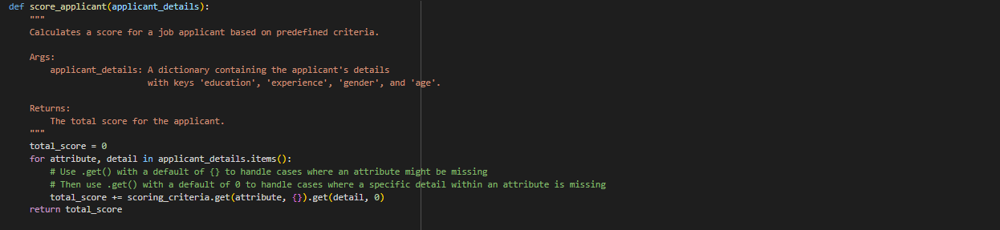 def score_applicant(applicant_details):
    """
    Calculates a score for a job applicant based on predefined criteria.

    Args:
        applicant_details: A dictionary containing the applicant's details
                           with keys 'education', 'experience', 'gender', and 'age'.

    Returns:
        The total score for the applicant.
    """
    total_score = 0
    for attribute, detail in applicant_details.items():
        # Use .get() with a default of {} to handle cases where an attribute might be missing
        # Then use .get() with a default of 0 to handle cases where a specific detail within an attribute is missing
        total_score += scoring_criteria.get(attribute, {}).get(detail, 0)
    return total_score